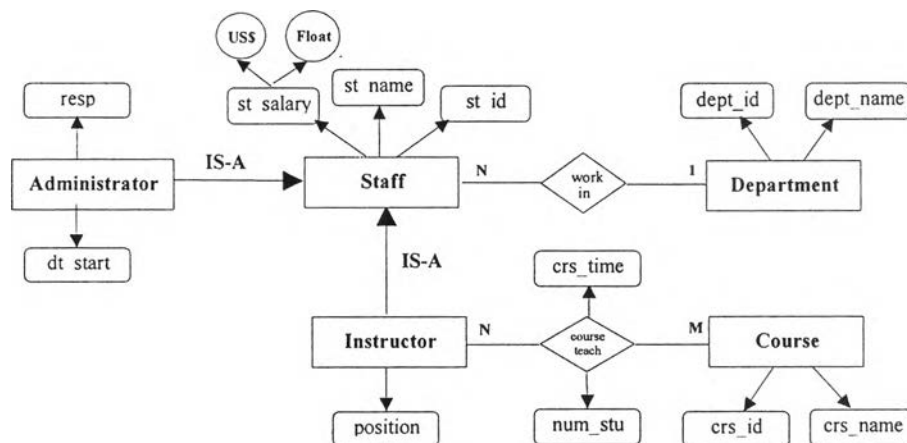 US$
Float
resp
st salary
st name
st id
dept_id
dept_name
Administrator
IS-A
Staff
N
work
in
1
Department
dt start
IS-A
crs_time
Instructor
N
course
teach
M
Course
position
num_stu
crs_id
crs_name